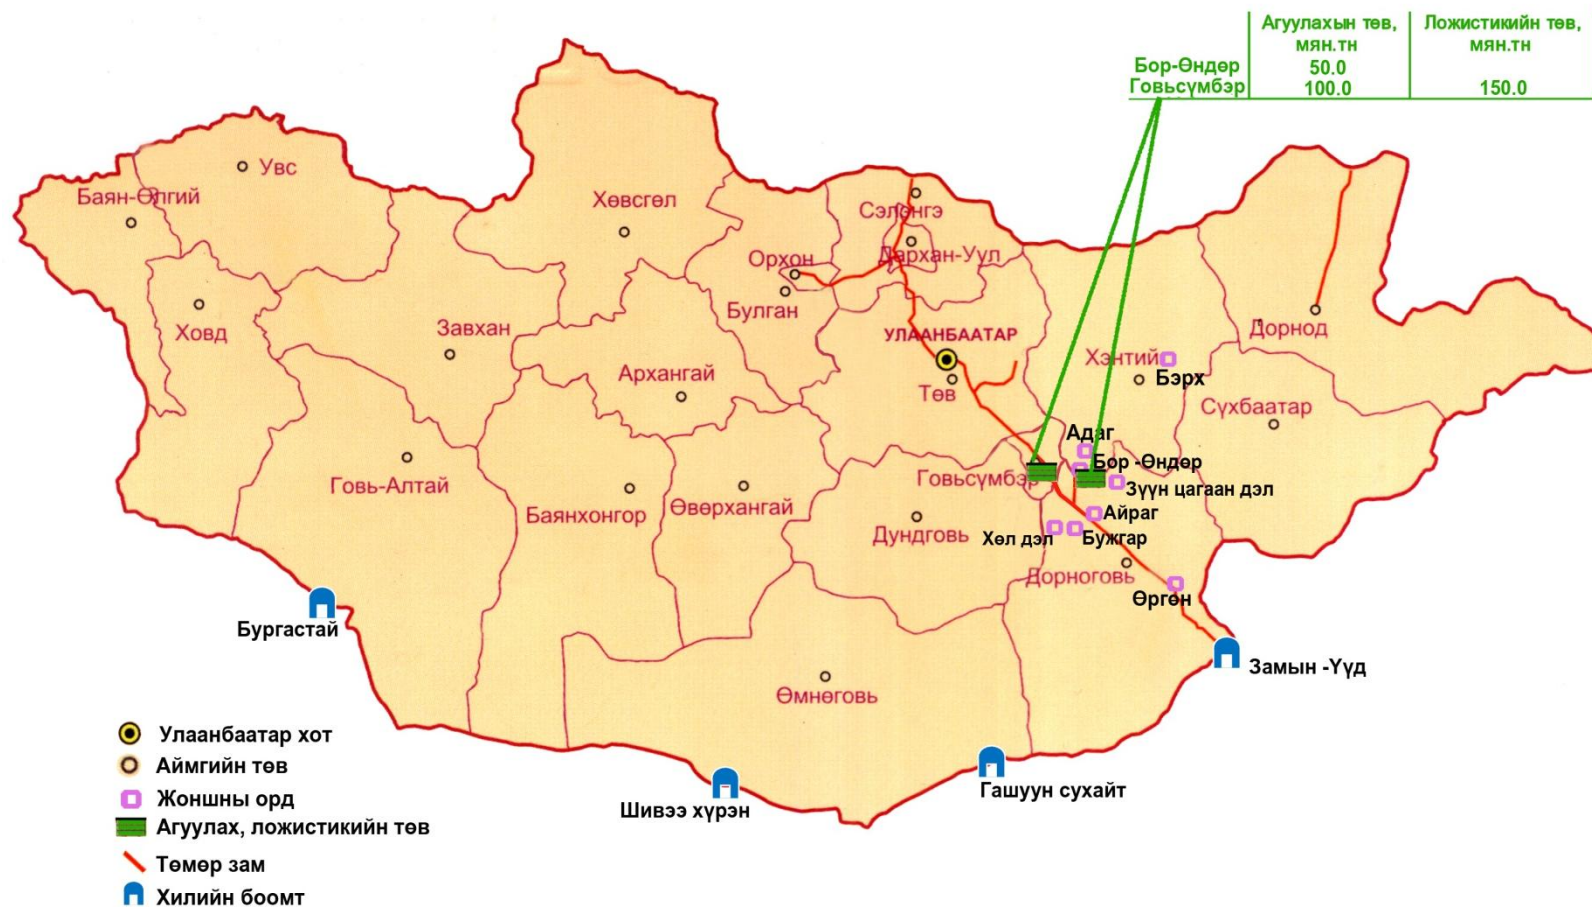 Агуулахын төв,
мян.тн
Ложистикийн төв,
мян.тн
Бор-Өндөр 50.0
Говьсүмбэр 100.0 150.0
Увс
Баян-Өлгий
Ховд
Завхан
Говь-Алтай
Хөвсгөл
Архангай
Баянхонгор
Өвөрхангай
Орхон
Булган
Сэлэнгэ
Дархан-Уул
УЛААНБААТАР
Төв
Хэнтий
Бэрх
Дорнод
Сүхбаатар
Адаг
Бор -Өндөр
Говьсүмбэр
Зүүн цагаан дэл
Айраг
Хөл дэл
Бужгар
Дундговь
Дорноговь
Өргөн
Өмнөговь
Бургастай
Шивээ хүрэн
Гашуун сухайт
Замын -Үүд
Улаанбаатар хот
Аймгийн төв
Жоншны орд
Агуулах, ложистикийн төв
Төмөр зам
Хилийн боомт